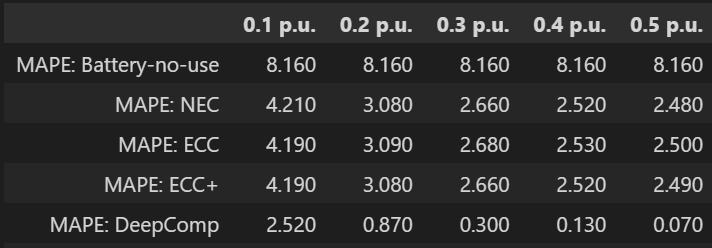 0.1 p.u. 0.2 p.u. 0.3 p.u. 0.4 p.u. 0.5 p.u.
MAPE: Battery-no-use 8.160 8.160 8.160 8.160 8.160
MAPE: NEC 4.210 3.080 2.660 2.520 2.480
MAPE: ECC 4.190 3.090 2.680 2.530 2.500
MAPE: ECC+ 4.190 3.080 2.660 2.520 2.490
MAPE: DeepComp 2.520 0.870 0.300 0.130 0.070